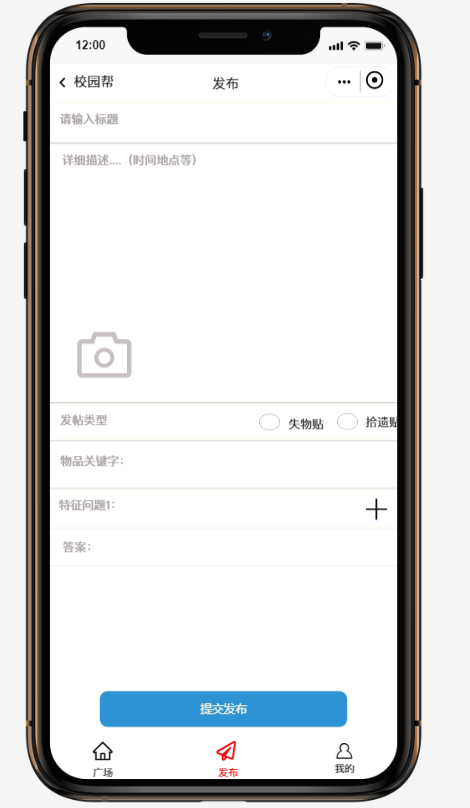 12:00
校园帮
发布
请输入标题
详细描述....（时间地点等）
发帖类型
失物贴
拾遗贴
物品关键字：
特征问题1：
答案：
提交发布
广场
发布
我的